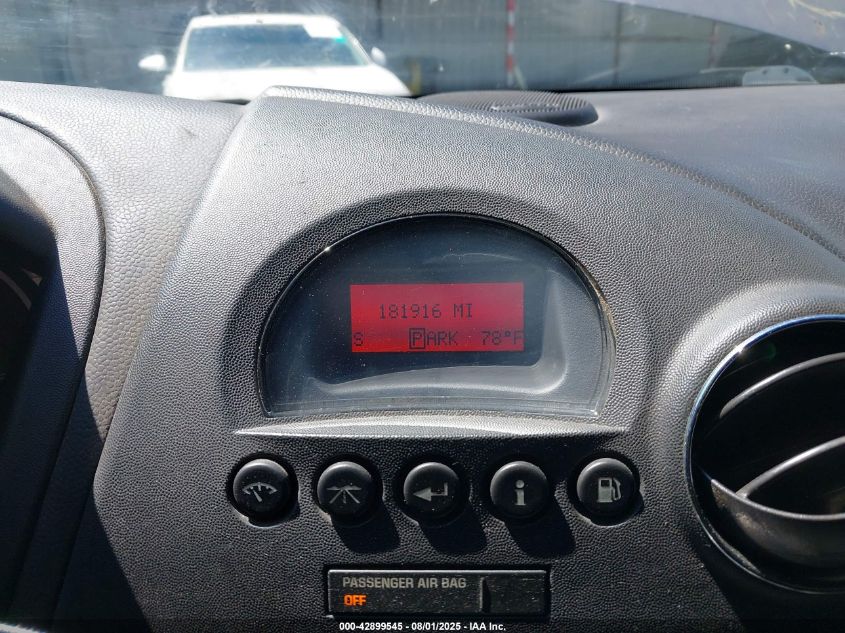 181916 MI
S PARK 78°F
i
PASSENGER AIR BAG
OFF
000-42899545 - 08/01/2025 - IAA Inc.